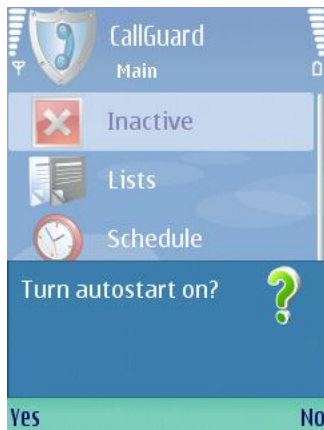 CallGuard
Main
Inactive
Lists
Schedule
Turn autostart on?
Yes No